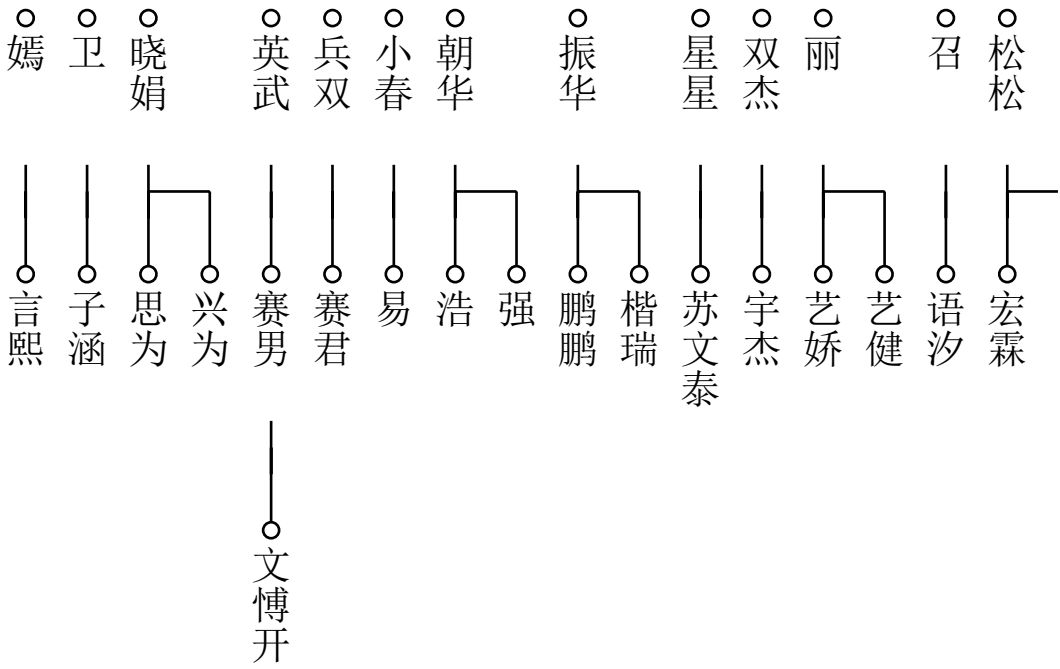 嫣
卫
晓娟
英武
兵双
小春
朝华
振华
星星
双杰
丽
召
松松
言熙
子涵
思为
兴为
赛男
赛君
易
浩
强
鹏鹏
楷瑞
苏文泰
宇杰
艺娇
艺健
语汐
宏霖
文愽开